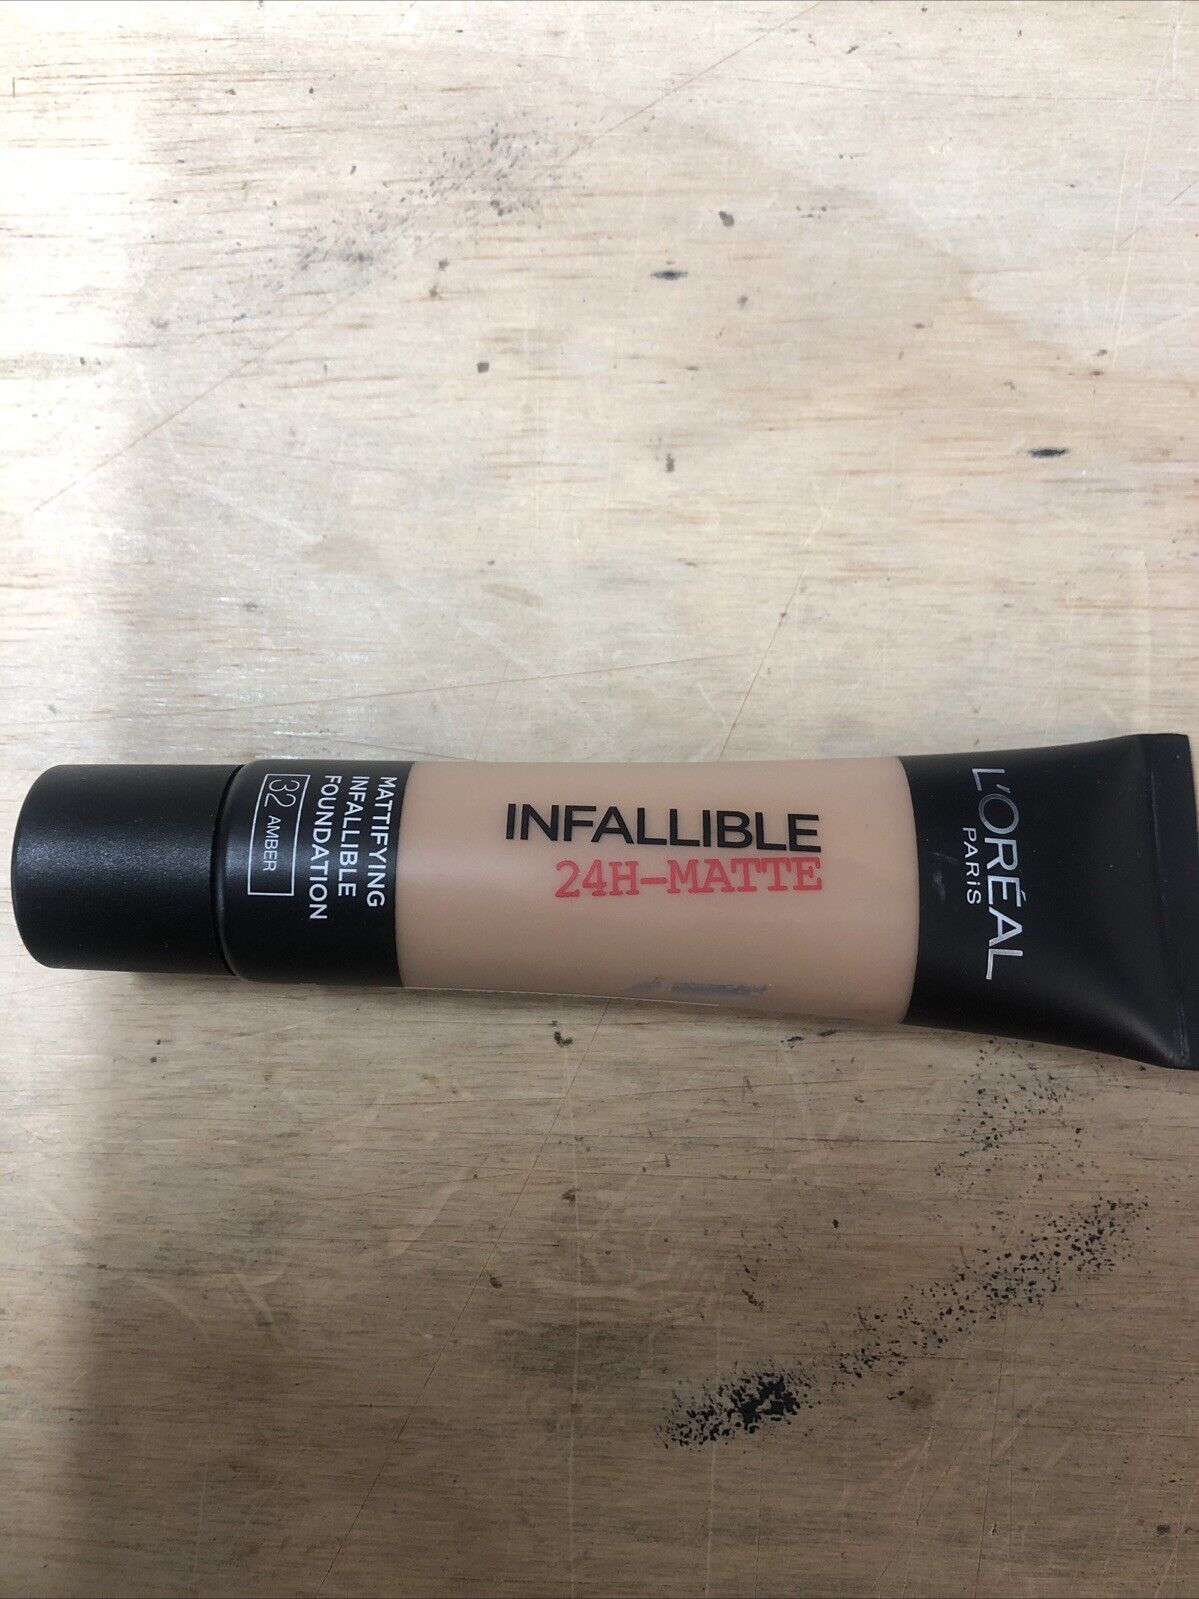 MATTIFYING
INFALLIBLE
FOUNDATION
32 AMBER
INFALLIBLE
24H-MATTE
L'ORÉAL
PARiS